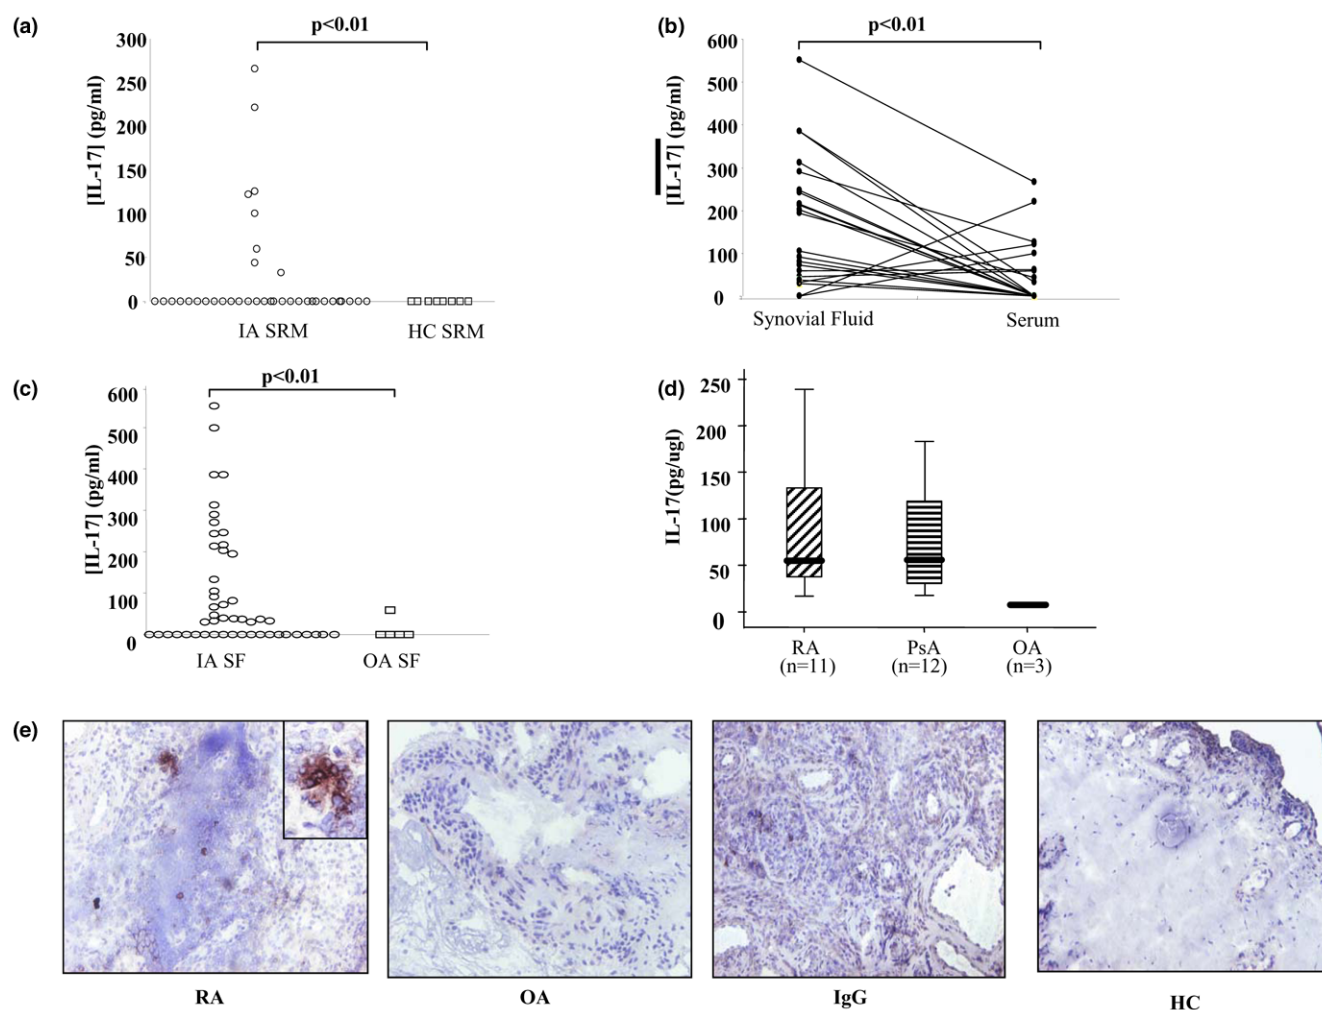 (a)
p<0.01
300
250
200
150
100
50
0
[IL-17] (pg/ml)
IA SRM
HC SRM
(b)
p<0.01
600
500
400
300
200
100
0
[IL-17] (pg/ml)
Synovial Fluid
Serum
(c)
p<0.01
600
500
400
300
200
100
0
[IL-17] (pg/ml)
IA SF
OA SF
(d)
250
200
150
100
50
0
IL-17(pg/ugl)
RA
(n=11)
PsA
(n=12)
OA
(n=3)
(e)
RA
OA
IgG
HC